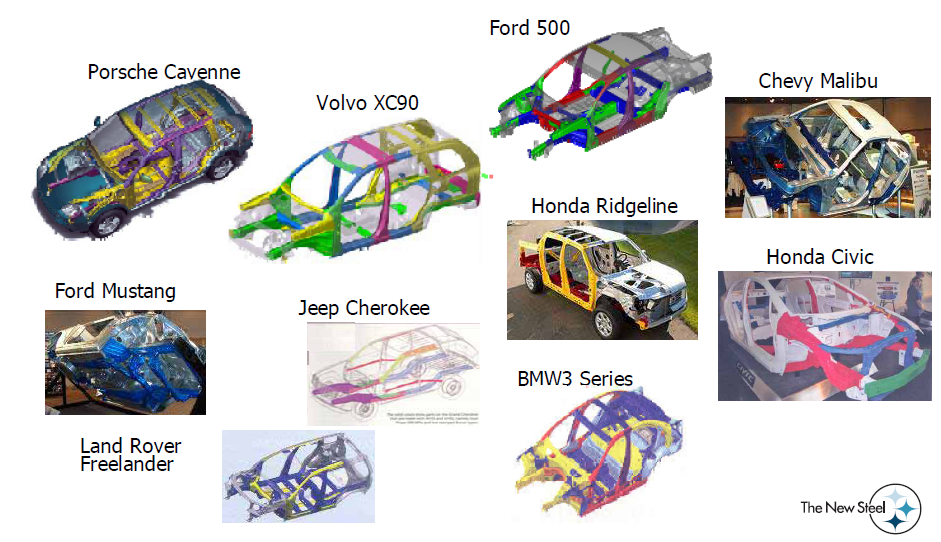 Ford 500
Porsche Cavenne
Chevy Malibu
Volvo XC90
Honda Ridgeline
Honda Civic
Ford Mustang
Jeep Cherokee
BMW3 Series
Land Rover
Freelander
CIVIC
The New Steel